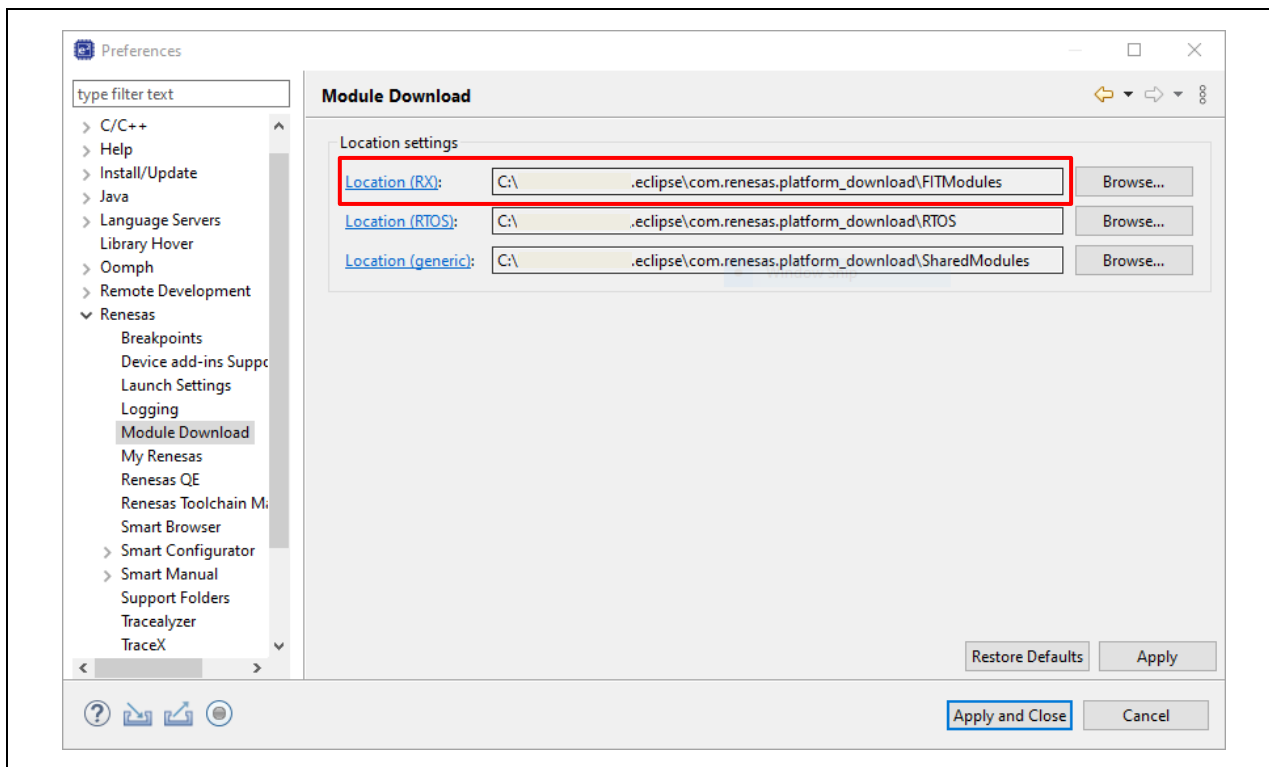 Preferences
type filter text
Module Download
C/C++
Help
Install/Update
Java
Language Servers
Library Hover
Oomph
Remote Development
Renesas
Breakpoints
Device add-ins Suppo
Launch Settings
Logging
Module Download
My Renesas
Renesas QE
Renesas Toolchain Ma
Smart Browser
Smart Configurator
Smart Manual
Support Folders
Tracealyzer
TraceX
Location settings
Location (RX): C:\ .eclipse\com.renesas.platform_download\FITModules Browse...
Location (RTOS): C:\ .eclipse\com.renesas.platform_download\RTOS Browse...
Location (generic): C:\ .eclipse\com.renesas.platform_download\SharedModules Browse...
Restore Defaults Apply
Apply and Close Cancel